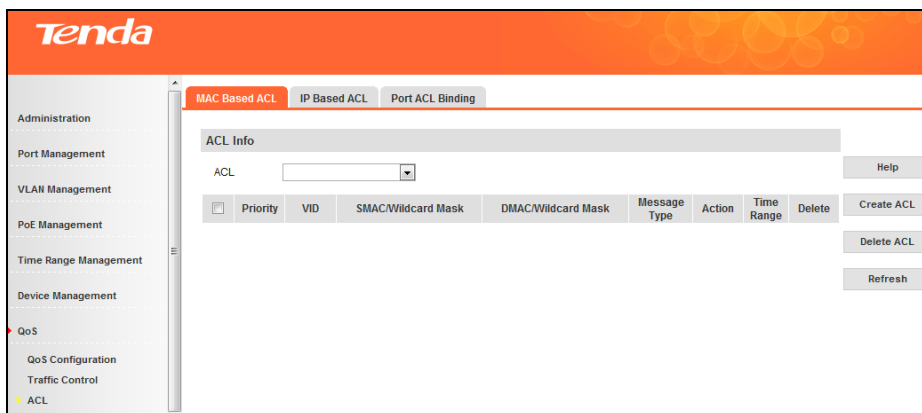 Tenda
Administration
Port Management
VLAN Management
PoE Management
Time Range Management
Device Management
QoS
QoS Configuration
Traffic Control
ACL
MAC Based ACL IP Based ACL Port ACL Binding
ACL Info
ACL
Priority VID SMAC/Wildcard Mask DMAC/Wildcard Mask Message Type Action Time Range Delete
Help
Create ACL
Delete ACL
Refresh